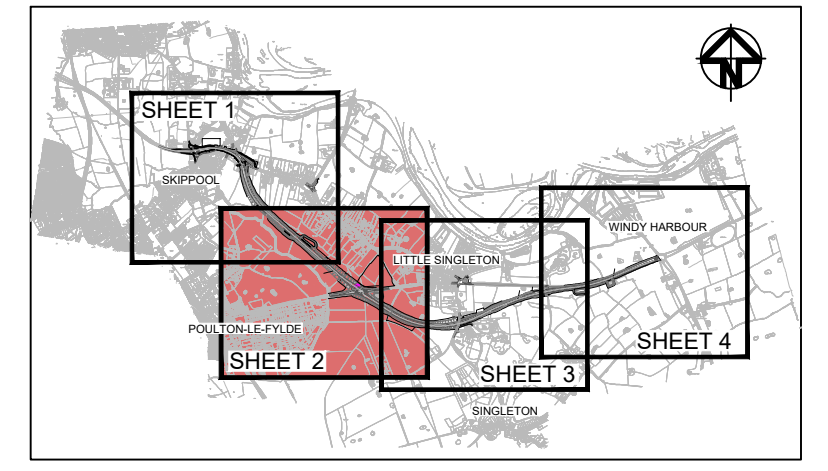 SHEET 1
N
SKIPPOOL
WINDY HARBOUR
LITTLE SINGLETON
POULTON-LE-FYLDE
SHEET 2
SHEET 3
SHEET 4
SINGLETON